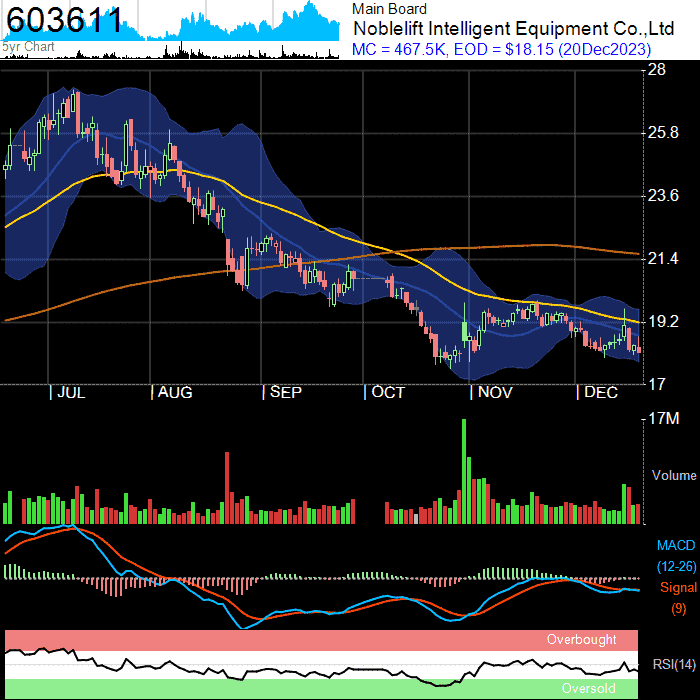 603611
5yr Chart
Main Board
Noblelift Intelligent Equipment Co.,Ltd
MC = 467.5K, EOD = $18.15 (20Dec2023)
28
25.8
23.6
21.4
19.2
17
| JUL | AUG | SEP | OCT | NOV | DEC
17M
Volume
MACD
(12-26)
Signal
(9)
Overbought
RSI(14)
Oversold